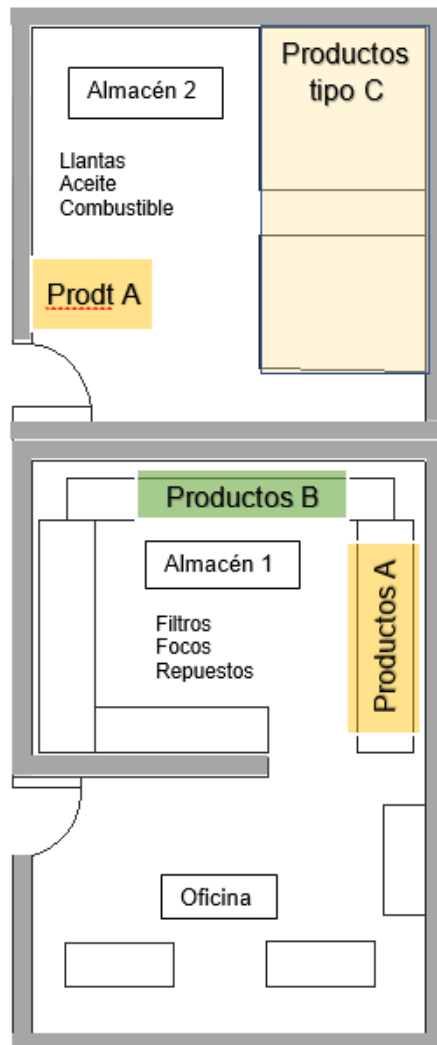 Productos
tipo C
Almacén 2
Llantas
Aceite
Combustible
Prodt A
Productos B
Almacén 1
Filtros
Focos
Repuestos
Productos A
Oficina